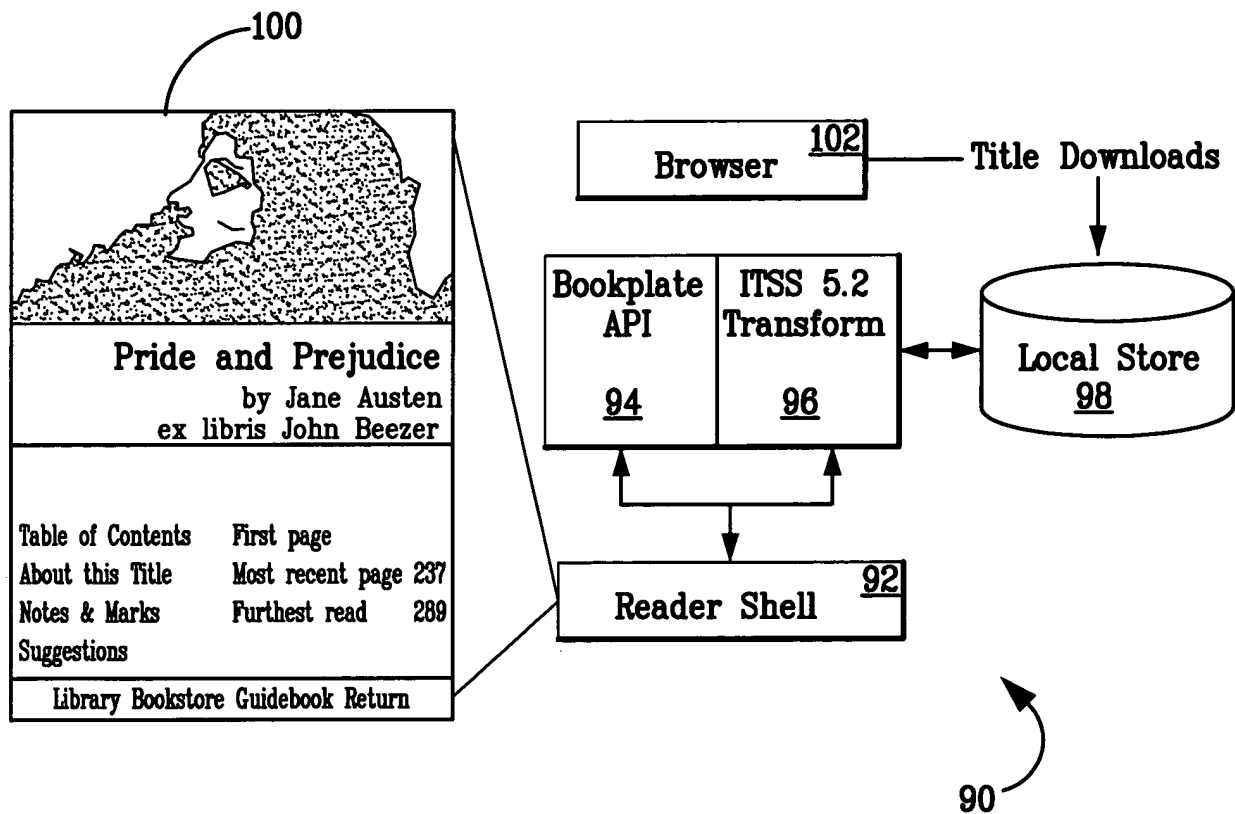 100
Pride and Prejudice
by Jane Austen
ex libris John Beezer
Table of Contents First page
About this Title Most recent page 237
Notes & Marks Furthest read 289
Suggestions
Library Bookstore Guidebook Return
102
Browser
Title Downloads
Bookplate
API
94
ITSS 5.2
Transform
96
Local Store
98
92
Reader Shell
90